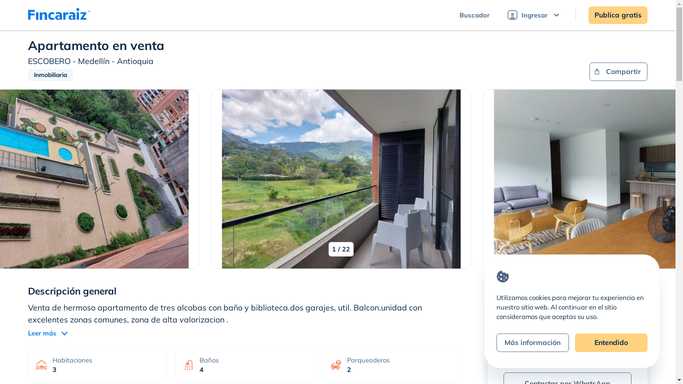 Fincaraiz
Buscador
Ingresar
Publica gratis
Apartamento en venta
ESCOBERO - Medellín - Antioquia
Inmobiliaria
Compartir
1 / 22
Descripción general
Venta de hermoso apartamento de tres alcobas con baño y biblioteca.dos garajes, util. Balcon.unidad con
excelentes zonas comunes, zona de alta valorizacion .
Leer más
Habitaciones
3
Baños
4
Parqueaderos
2
Utilizamos cookies para mejorar tu experiencia en
nuestro sitio web. Al continuar en el sitio
consideramos que aceptas su uso.
Más información
Entendido
Contactar por WhatsApp